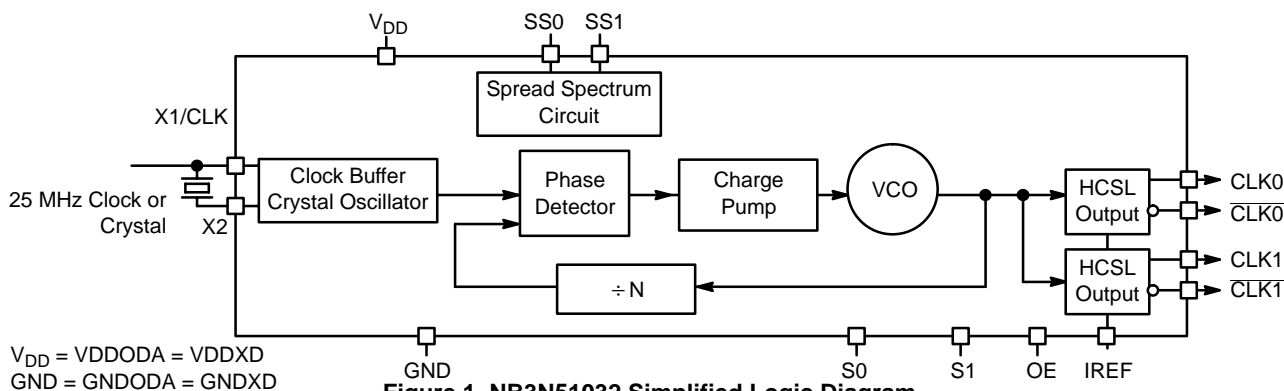 V_DD
SS0 SS1
Spread Spectrum
Circuit
X1/CLK
25 MHz Clock or
Crystal
X2
Clock Buffer
Crystal Oscillator
Phase
Detector
Charge
Pump
VCO
÷ N
HCSL
Output
CLK0
CLK0
HCSL
Output
CLK1
CLK1
GND
S0
S1
OE
IREF
V_DD = VDDODA = VDDXD
GND = GNDODA = GNDXD
Figure 1. NB3N51032 Simplified Logic Diagram